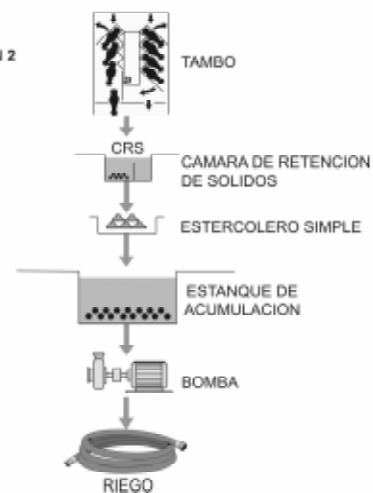 N 2
TAMBO
CRS
CAMARA DE RETENCION
DE SOLIDOS
ESTERCOLERO SIMPLE
ESTANQUE DE
ACUMULACION
BOMBA
RIEGO